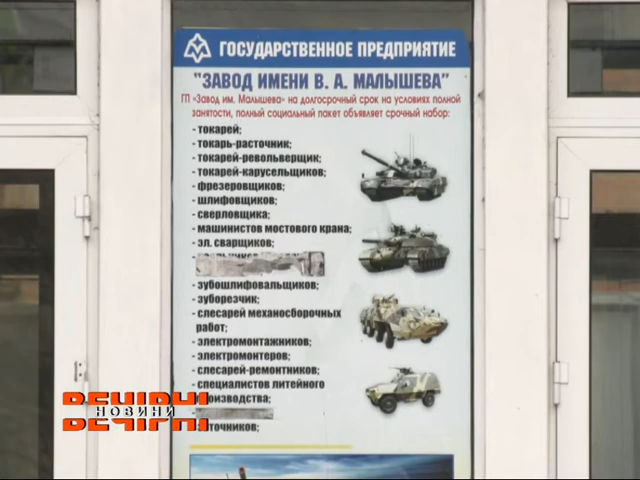 ГОСУДАРСТВЕННОЕ ПРЕДПРИЯТИЕ
"ЗАВОД ИМЕНИ В. А. МАЛЫШЕВА"
ГП «Завод им. Малышева» на долгосрочный срок на условиях полной
занятости, полный социальный пакет объявляет срочный набор:
- токарей;
- токарь-расточник;
- токарей-револьверщик;
- токарей-карусельщиков;
- фрезеровщиков;
- шлифовщиков;
- сверловщика;
- машинистов мостового крана;
- эл. сварщиков;
- зубошлифовальщиков;
- зуборезчик;
- слесарей механосборочных
работ;
- электромонтажников;
- электромонтеров;
- слесарей-ремонтников;
- специалистов литейного
ВЕЧІРНІ
НОВИНИ
ВЕЧІРНІ